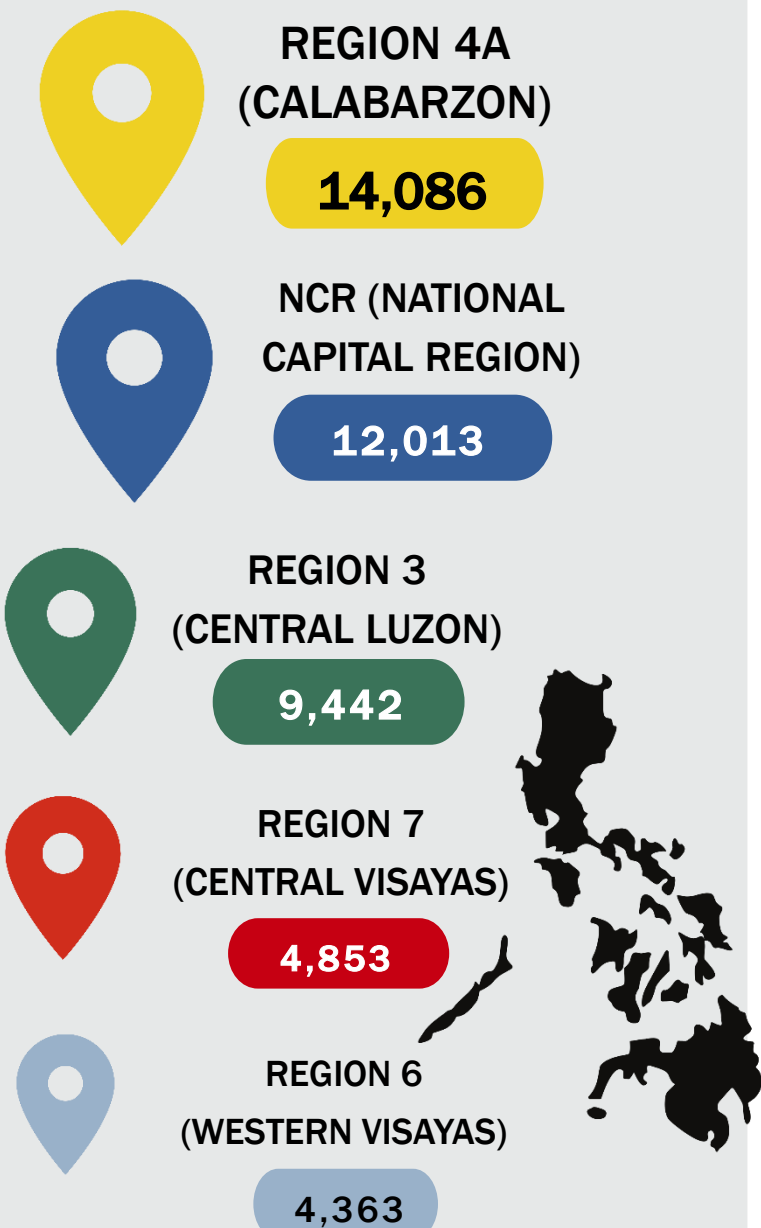 REGION 4A
(CALABARZON)
14,086
NCR (NATIONAL
CAPITAL REGION)
12,013
REGION 3
(CENTRAL LUZON)
9,442
REGION 7
(CENTRAL VISAYAS)
4,853
REGION 6
(WESTERN VISAYAS)
4,363